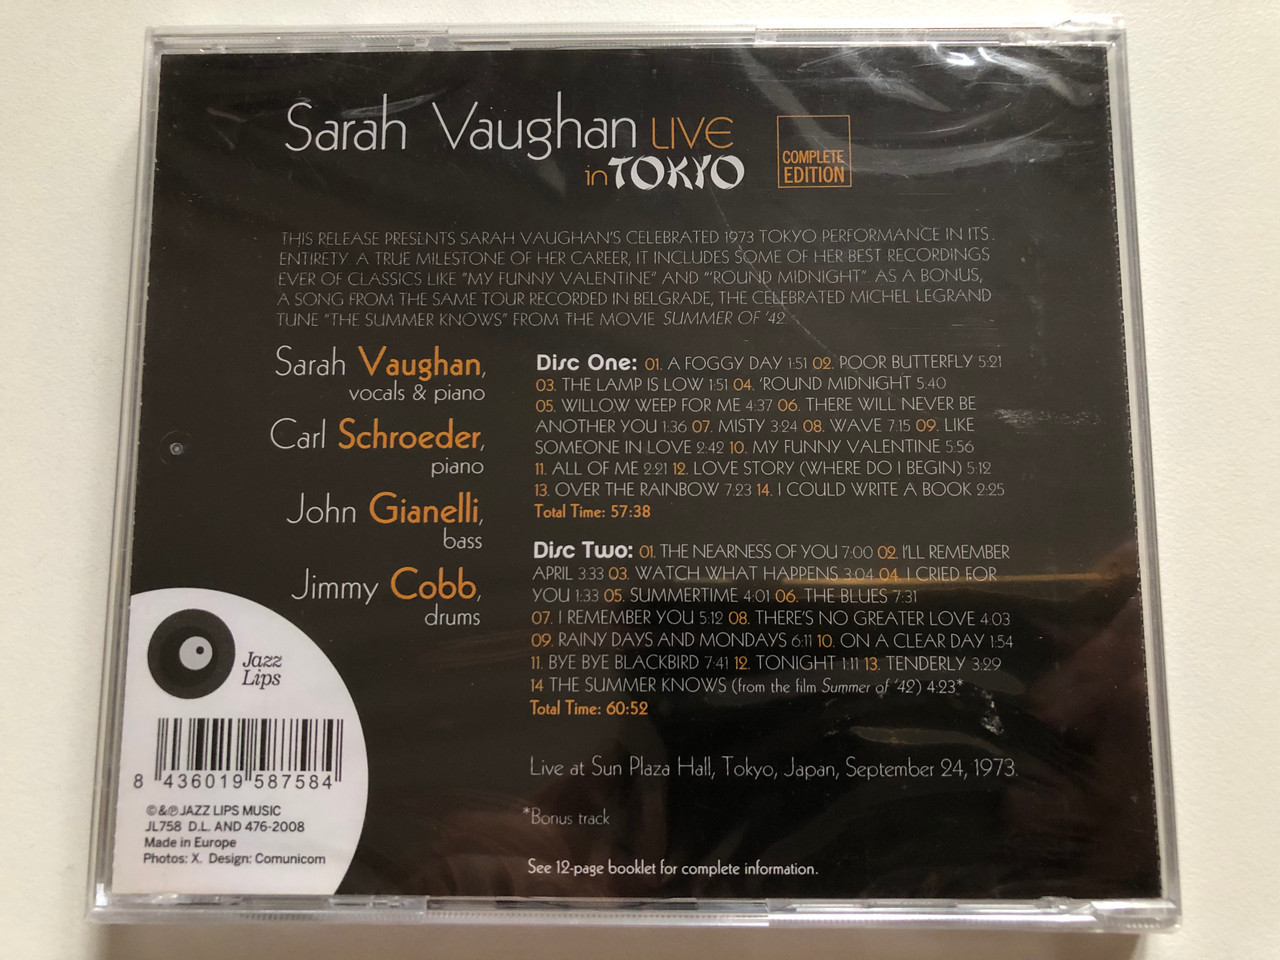 Sarah Vaughan LIVE
in TOKYO
COMPLETE
EDITION
THIS RELEASE PRESENTS SARAH VAUGHAN'S CELEBRATED 1973 TOKYO PERFORMANCE IN ITS
ENTIRETY. A TRUE MILESTONE OF HER CAREER, IT INCLUDES SOME OF HER BEST RECORDINGS
EVER OF CLASSICS LIKE "MY FUNNY VALENTINE" AND "'ROUND MIDNIGHT". AS A BONUS,
A SONG FROM THE SAME TOUR RECORDED IN BELGRADE, THE CELEBRATED MICHEL LEGRAND
TUNE "THE SUMMER KNOWS" FROM THE MOVIE SUMMER OF '42.
Sarah Vaughan,
vocals & piano
Carl Schroeder,
piano
John Gianelli,
bass
Jimmy Cobb,
drums
Disc One: 01. A FOGGY DAY 1:51 02. POOR BUTTERFLY 5:21
03. THE LAMP IS LOW 1:51 04. 'ROUND MIDNIGHT 5:40
05. WILLOW WEEP FOR ME 4:37 06. THERE WILL NEVER BE
ANOTHER YOU 1:36 07. MISTY 3:24 08. WAVE 7:15 09. LIKE
SOMEONE IN LOVE 2:42 10. MY FUNNY VALENTINE 5:56
11. ALL OF ME 2:21 12. LOVE STORY (WHERE DO I BEGIN) 5:12
13. OVER THE RAINBOW 7:23 14. I COULD WRITE A BOOK 2:25
Total Time: 57:38
Disc Two: 01. THE NEARNESS OF YOU 7:00 02. I'LL REMEMBER
APRIL 3:33 03. WATCH WHAT HAPPENS 3:04 04. I CRIED FOR
YOU 1:33 05. SUMMERTIME 4:01 06. THE BLUES 7:31
07. I REMEMBER YOU 5:12 08. THERE'S NO GREATER LOVE 4:03
09. RAINY DAYS AND MONDAYS 6:11 10. ON A CLEAR DAY 1:54
11. BYE BYE BLACKBIRD 7:41 12. TONIGHT 1:11 13. TENDERLY 3:29
14 THE SUMMER KNOWS (from the film Summer of '42) 4:23*
Total Time: 60:52
Live at Sun Plaza Hall, Tokyo, Japan, September 24, 1973.
*Bonus track
See 12-page booklet for complete information.
Jazz
Lips
8 436019 587584
©&℗ JAZZ LIPS MUSIC
JL758 D.L. AND 476-2008
Made in Europe
Photos: X. Design: Comunicom